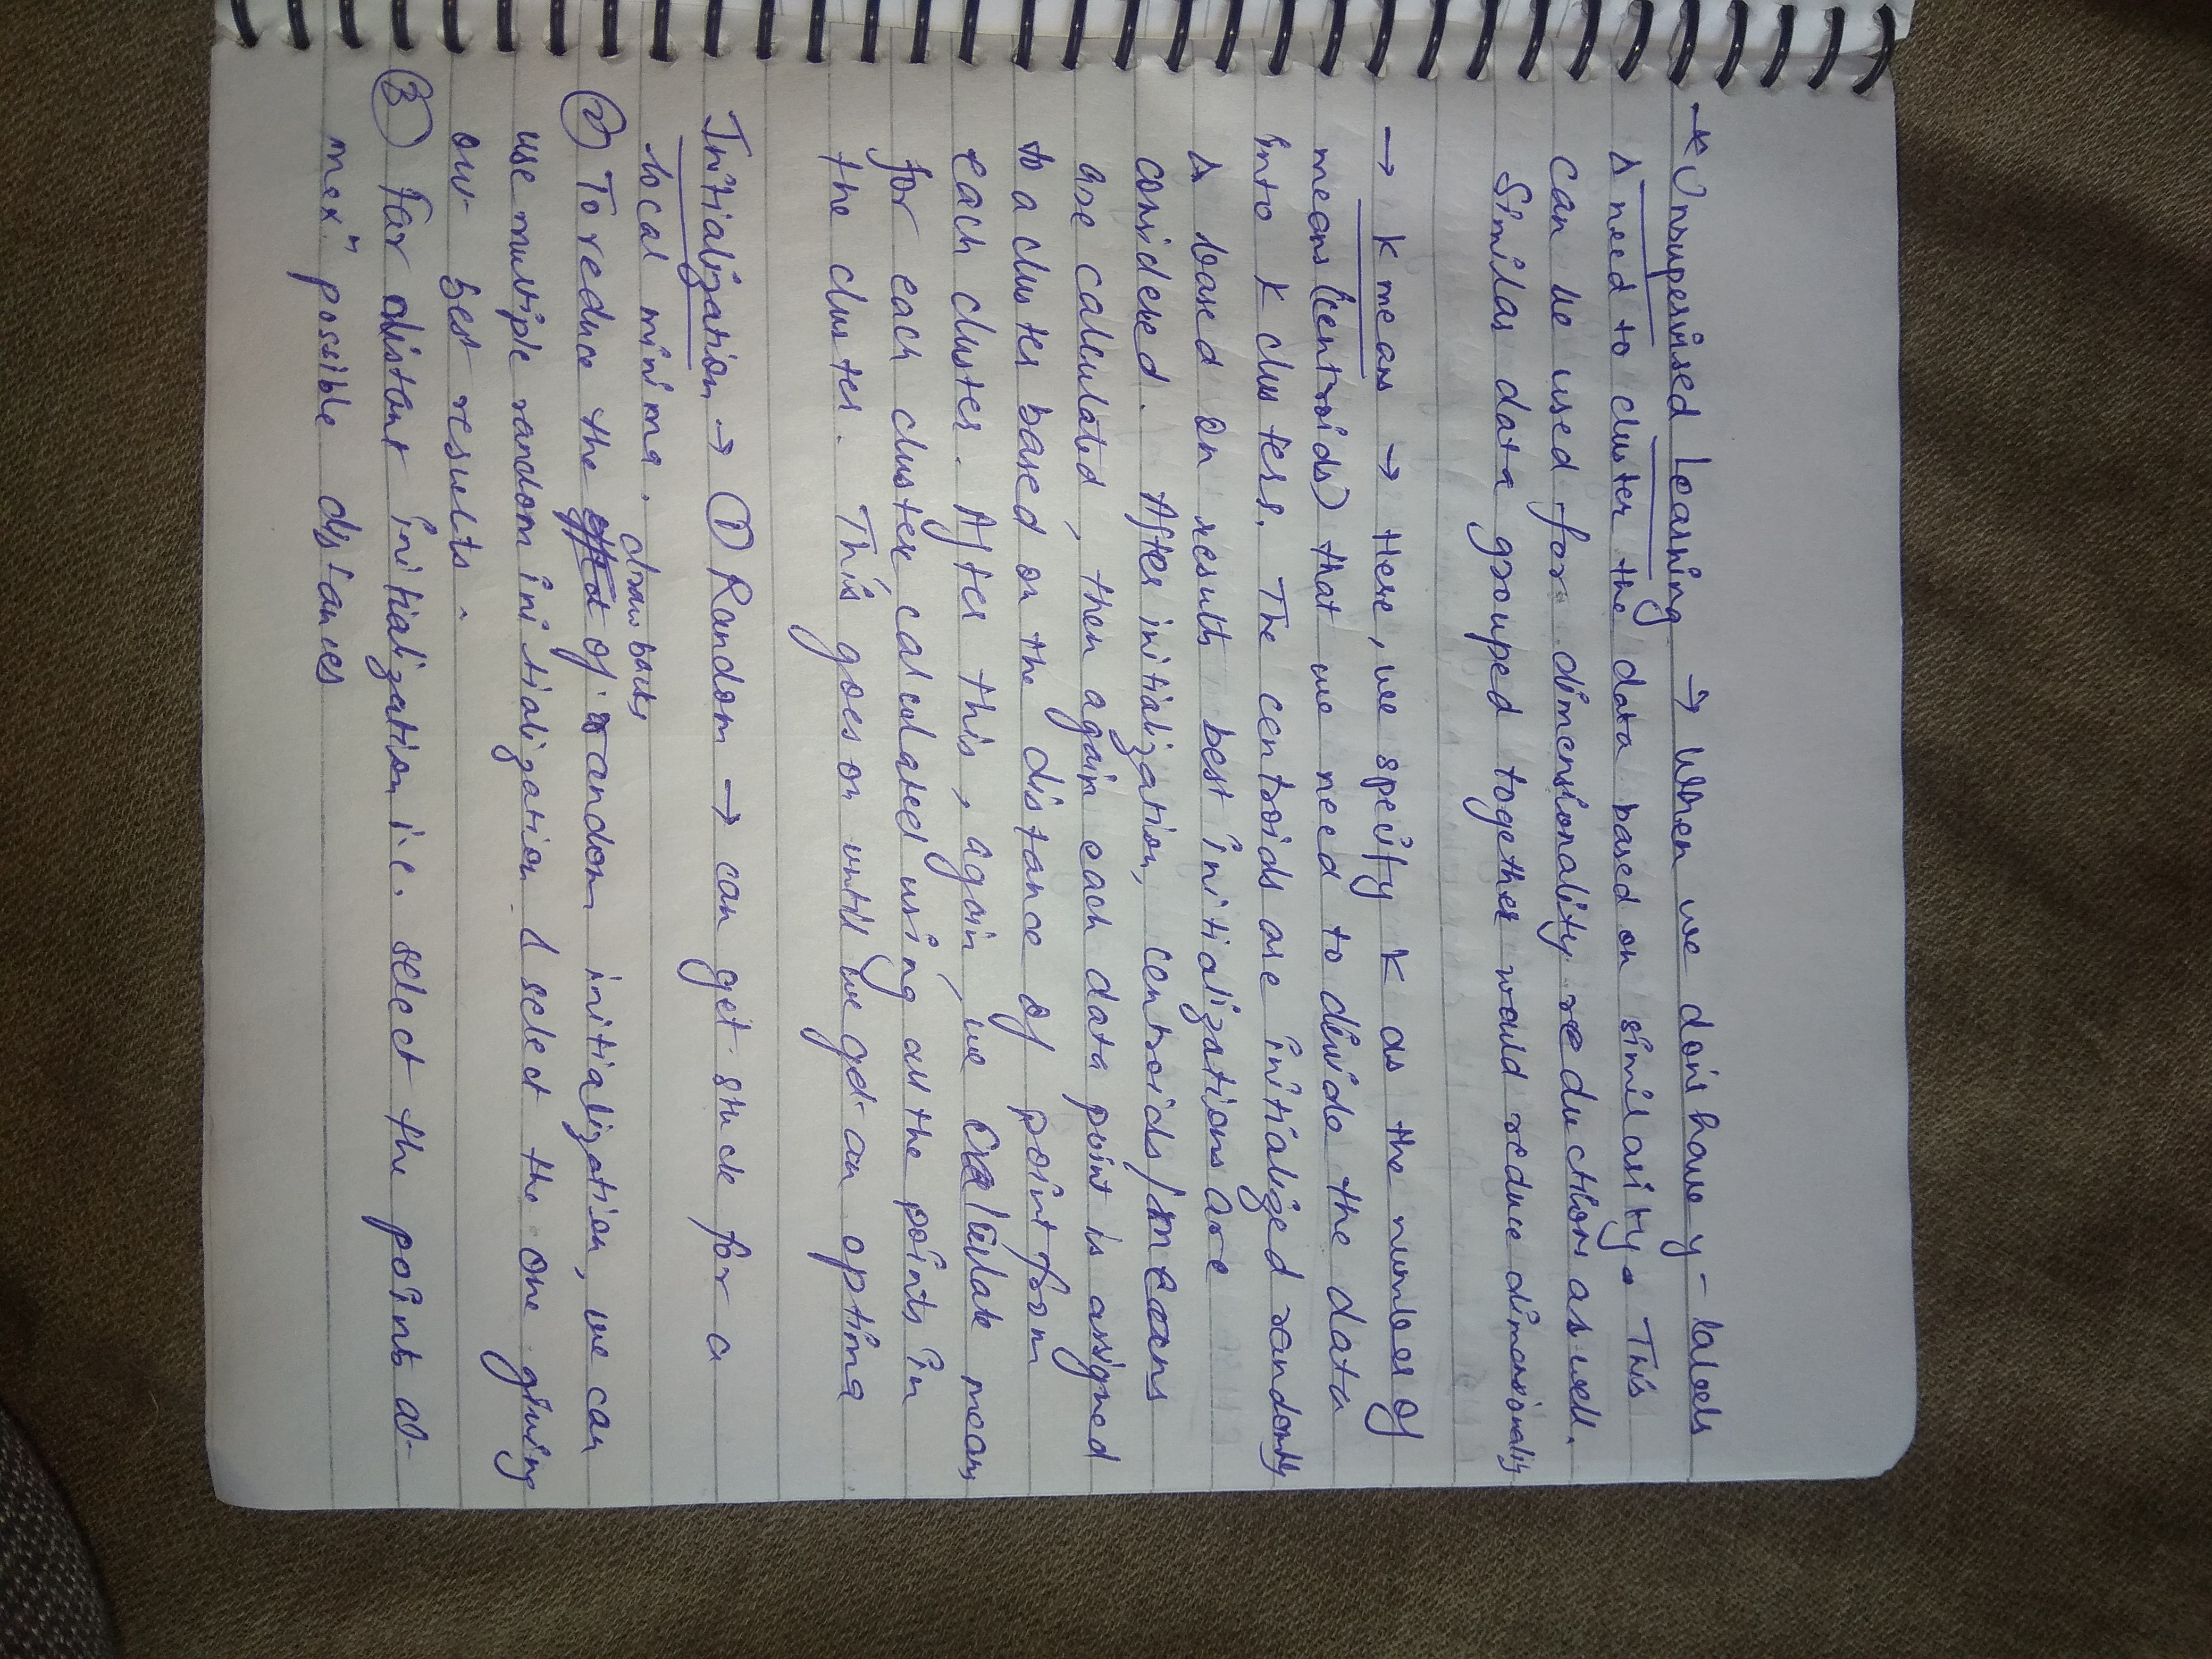 →* Unsupervised Learning → When we don't have y-labels
& need to cluster the data based on similarity. This
can be used for dimensionality reduction as well.
Similar data grouped together would reduce dimensionality
→ K means → Here, we specify K as the number of
means (centroids) that we need to divide the data
into K clusters. The centroids are initialized randomly
& based on results best initializations are
considered. After initialization, centroids/means
are calculated, then again each data point is assigned
to a cluster based on the distance of point from
each cluster. After this, again, we calculate means
for each cluster calculated using all the points in
the cluster. This goes on until we get an optima
Initialization → ① Random → can get stuck for a
local minima.
drawbacks
② To reduce the of random initialization, we can
use multiple random initialization & select the one giving
our best results.
③ Far distant initialization i.e. select the points at-
max^m possible distances